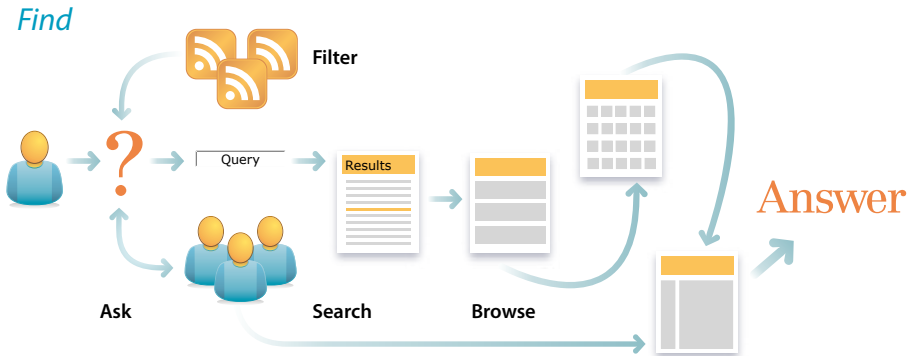 Find
Filter
Query
Results
Answer
Ask
Search
Browse